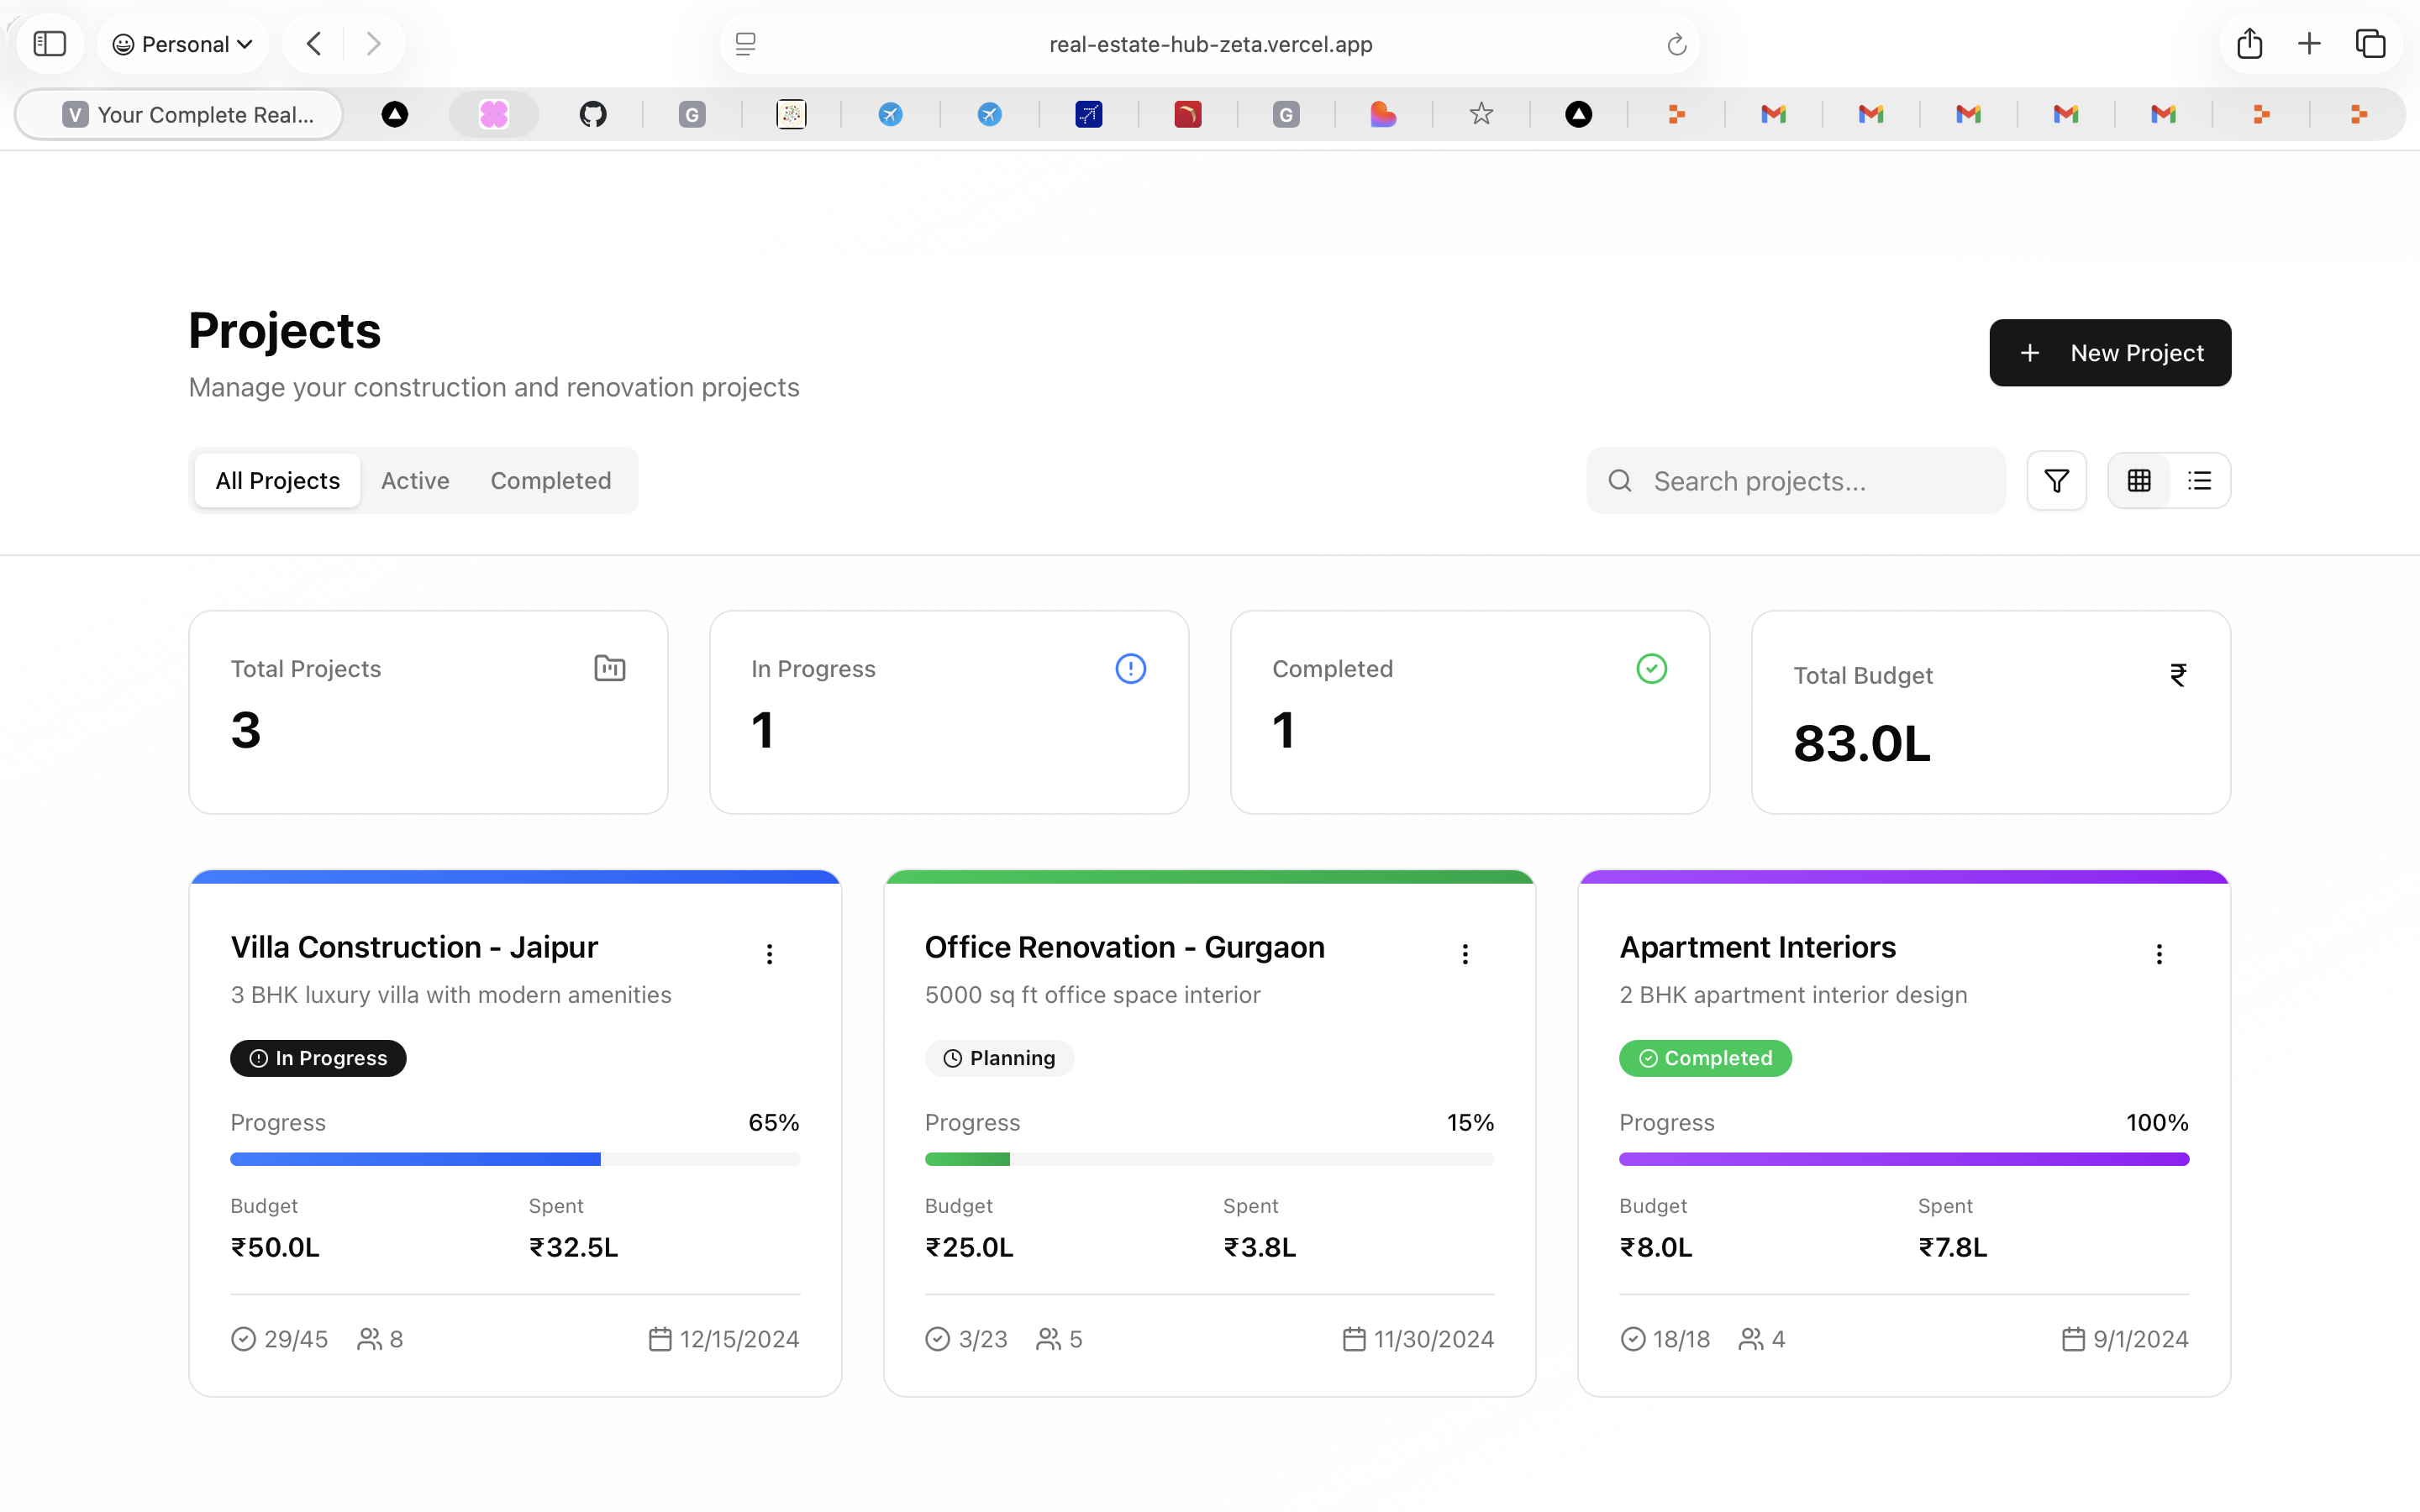 Personal
real-estate-hub-zeta.vercel.app
V Your Complete Real...
G
G
Projects
Manage your construction and renovation projects
New Project
All Projects Active Completed
Search projects...
Total Projects
3
In Progress
1
Completed
1
Total Budget ₹
83.0L
Villa Construction - Jaipur
3 BHK luxury villa with modern amenities
In Progress
Progress 65%
Budget Spent
₹50.0L ₹32.5L
29/45 8 12/15/2024
Office Renovation - Gurgaon
5000 sq ft office space interior
Planning
Progress 15%
Budget Spent
₹25.0L ₹3.8L
3/23 5 11/30/2024
Apartment Interiors
2 BHK apartment interior design
Completed
Progress 100%
Budget Spent
₹8.0L ₹7.8L
18/18 4 9/1/2024